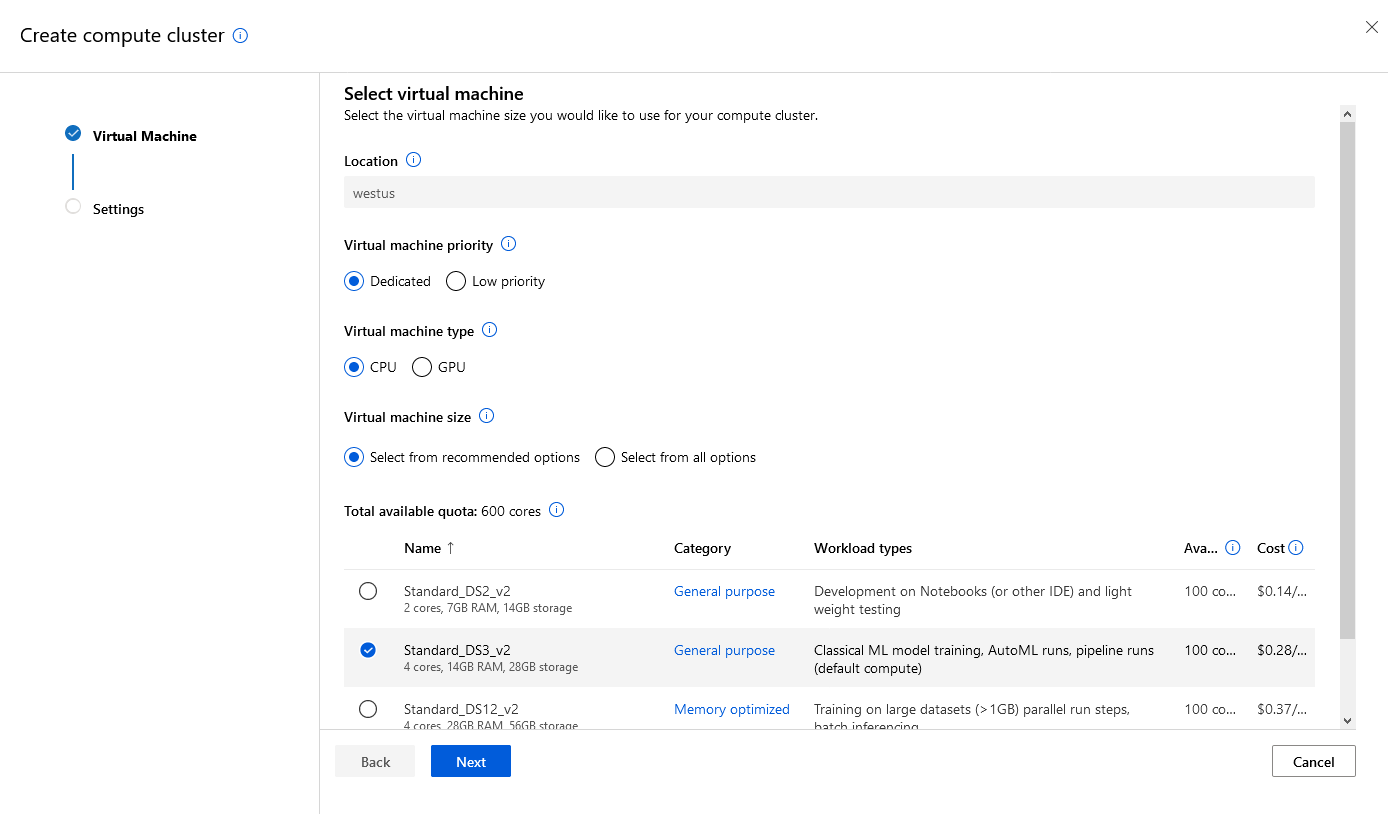 Create compute cluster
Virtual Machine
Settings
Select virtual machine
Select the virtual machine size you would like to use for your compute cluster.
Location
westus
Virtual machine priority
Dedicated Low priority
Virtual machine type
CPU GPU
Virtual machine size
Select from recommended options Select from all options
Total available quota: 600 cores
Name ↑ Category Workload types Ava... Cost
Standard_DS2_v2 General purpose Development on Notebooks (or other IDE) and light 100 co... $0.14/...
2 cores, 7GB RAM, 14GB storage weight testing
Standard_DS3_v2 General purpose Classical ML model training, AutoML runs, pipeline runs 100 co... $0.28/...
4 cores, 14GB RAM, 28GB storage (default compute)
Standard_DS12_v2 Memory optimized Training on large datasets (>1GB) parallel run steps, 100 co... $0.37/...
4 cores, 28GB RAM, 56GB storage batch inferencing
Back Next Cancel